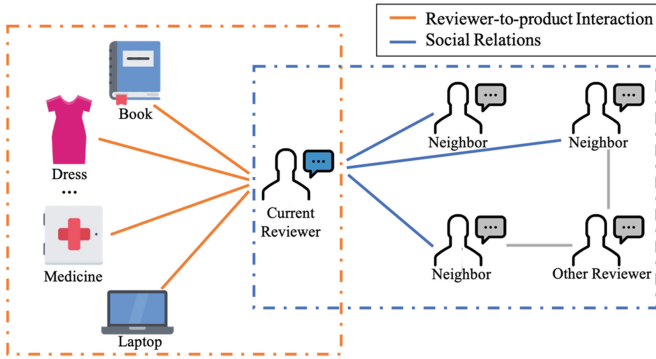 Reviewer-to-product Interaction
Social Relations
Book
Dress
...
Medicine
Laptop
Current
Reviewer
Neighbor
Neighbor
Neighbor
Other Reviewer